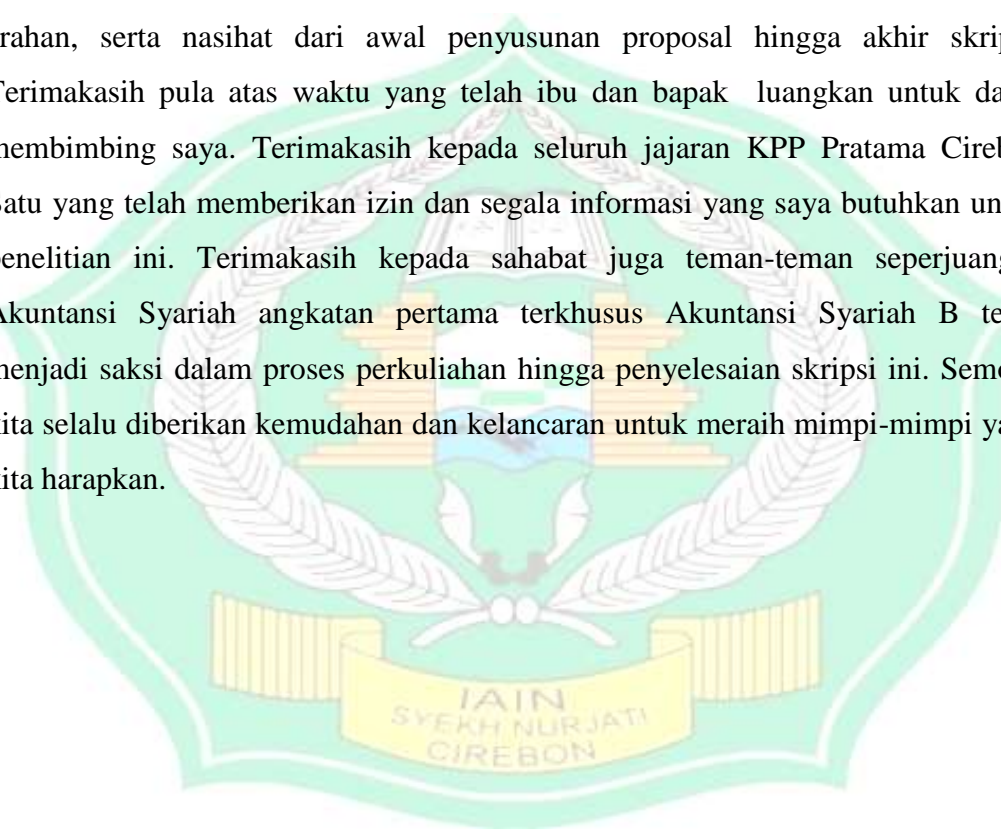 rahan, serta nasihat dari awal penyusunan proposal hingga akhir skrip
Terimakasih pula atas waktu yang telah ibu dan bapak luangkan untuk da
membimbing saya. Terimakasih kepada seluruh jajaran KPP Pratama Cireb
Satu yang telah memberikan izin dan segala informasi yang saya butuhkan un
penelitian ini. Terimakasih kepada sahabat juga teman-teman seperjuang
Akuntansi Syariah angkatan pertama terkhusus Akuntansi Syariah B te
menjadi saksi dalam proses perkuliahan hingga penyelesaian skripsi ini. Semo
kita selalu diberikan kemudahan dan kelancaran untuk meraih mimpi-mimpi ya
kita harapkan.
IAIN
SYEKH NURJATI
CIREBON